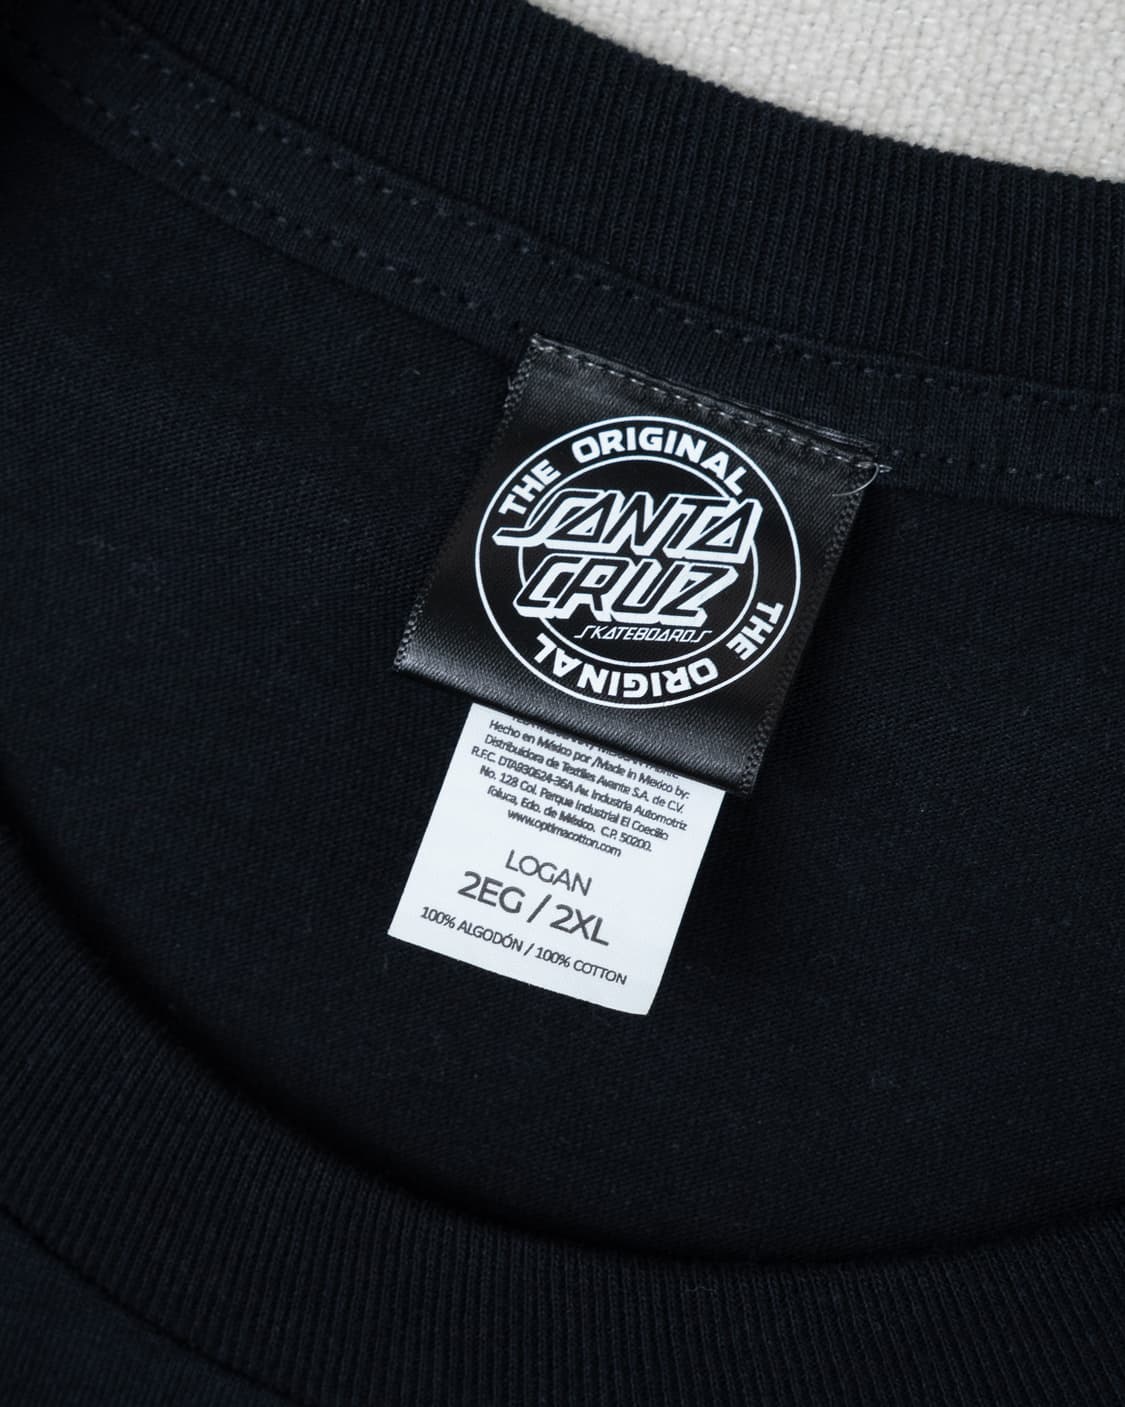 THE ORIGINAL
SANTA
CRUZ
SKATEBOARDS
THE ORIGINAL
Hecho en México por /Made in Mexico by:
Distribuidora de Textiles Avante S.A. de C.V.
R.F.C. DTA930624-36A Av. Industria Automotriz
No. 128 Col. Parque Industrial El Coecillo
Toluca, Edo. de México. C.P. 50200.
www.optimacotton.com
LOGAN
2EG / 2XL
100% ALGODÓN / 100% COTTON